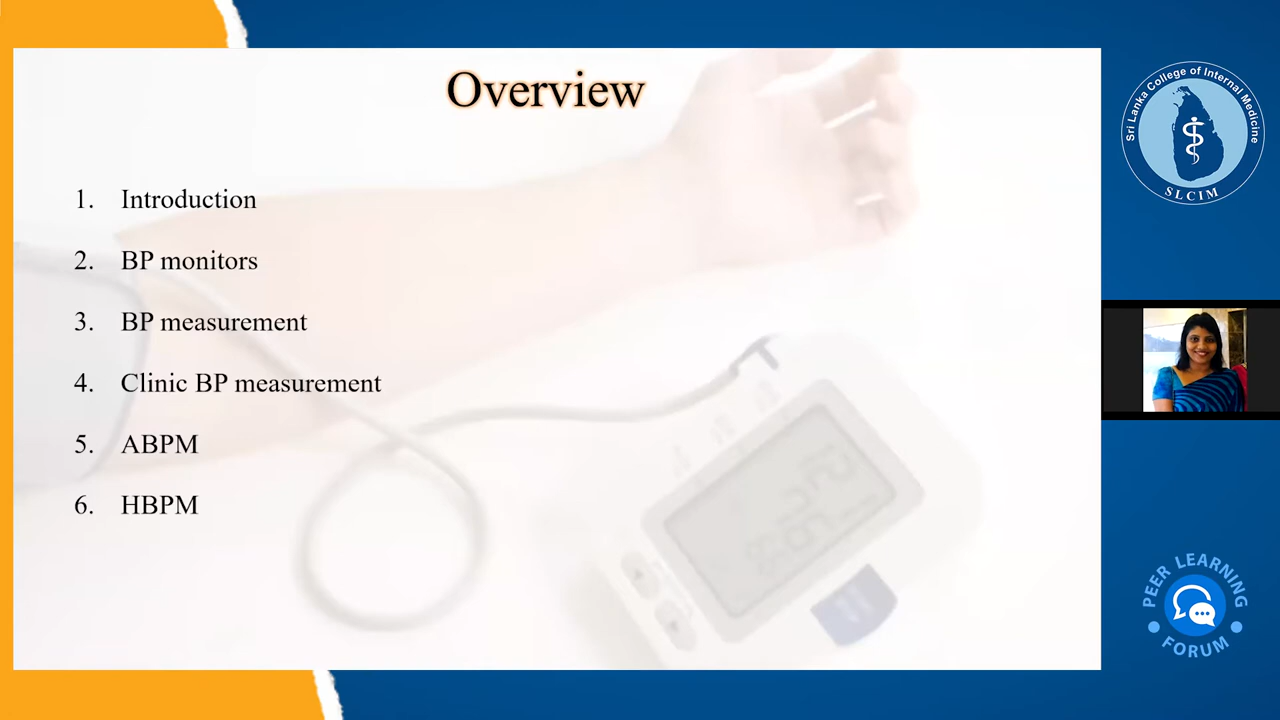 Overview
1. Introduction
2. BP monitors
3. BP measurement
4. Clinic BP measurement
5. ABPM
6. HBPM
Sri Lanka College of Internal Medicine
SLCIM
PEER LEARNING
FORUM